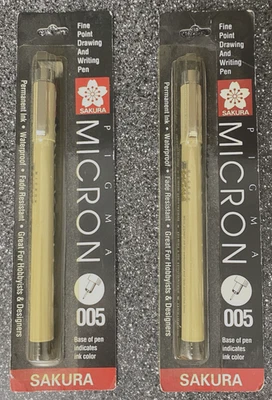 Fine
Point
Drawing
And
Writing
Pen
SAKURA
PIGMA
MICRON
005
Permanent Ink • Waterproof • Fade Resistant • Great For Hobbyists & Designers
Base of pen
indicates
ink color
SAKURA
Fine
Point
Drawing
And
Writing
Pen
SAKURA
PIGMA
MICRON
005
Permanent Ink • Waterproof • Fade Resistant • Great For Hobbyists & Designers
Base of pen
indicates
ink color
SAKURA